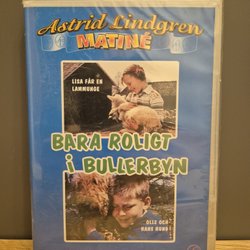 Astrid Lindgren
MATINÉ
LISA FÅR EN
LAMMUNGE
BARA ROLIGT
i BULLERBYN
OLLE OCH
HANS HUND